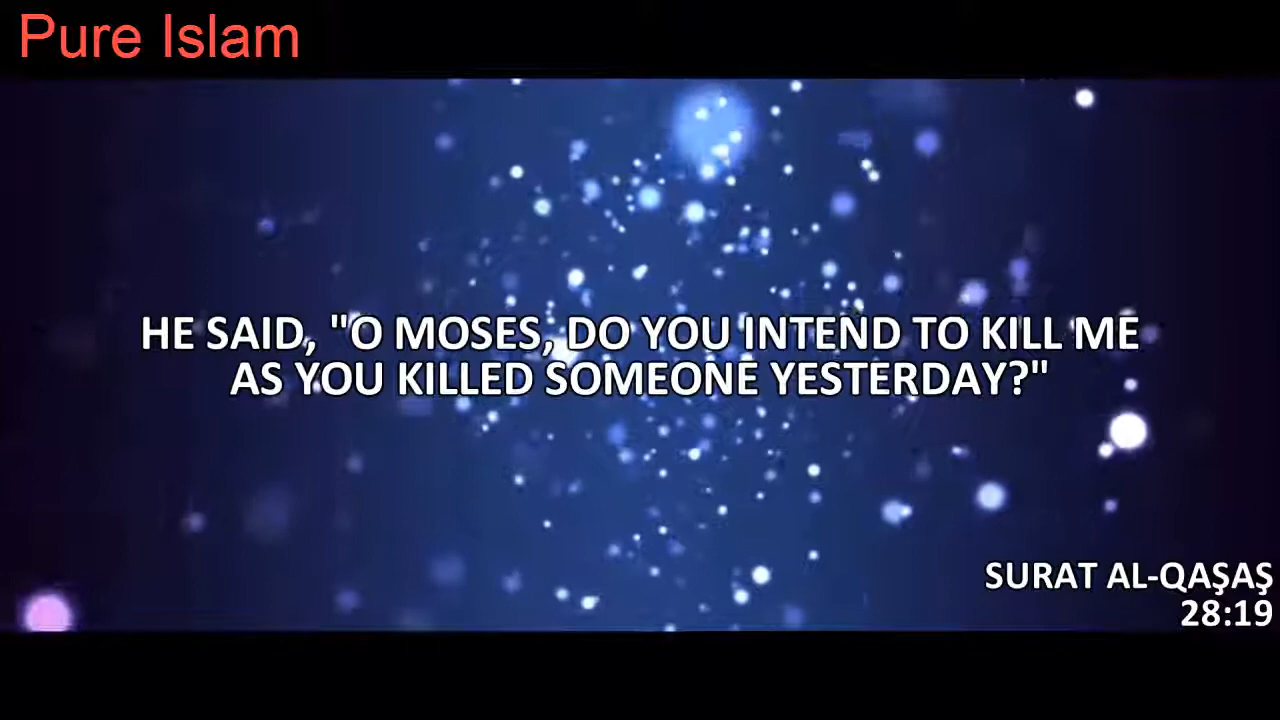 Pure Islam
HE SAID, "O MOSES, DO YOU INTEND TO KILL ME
AS YOU KILLED SOMEONE YESTERDAY?"
SURAT AL-QAŞAŞ
28:19